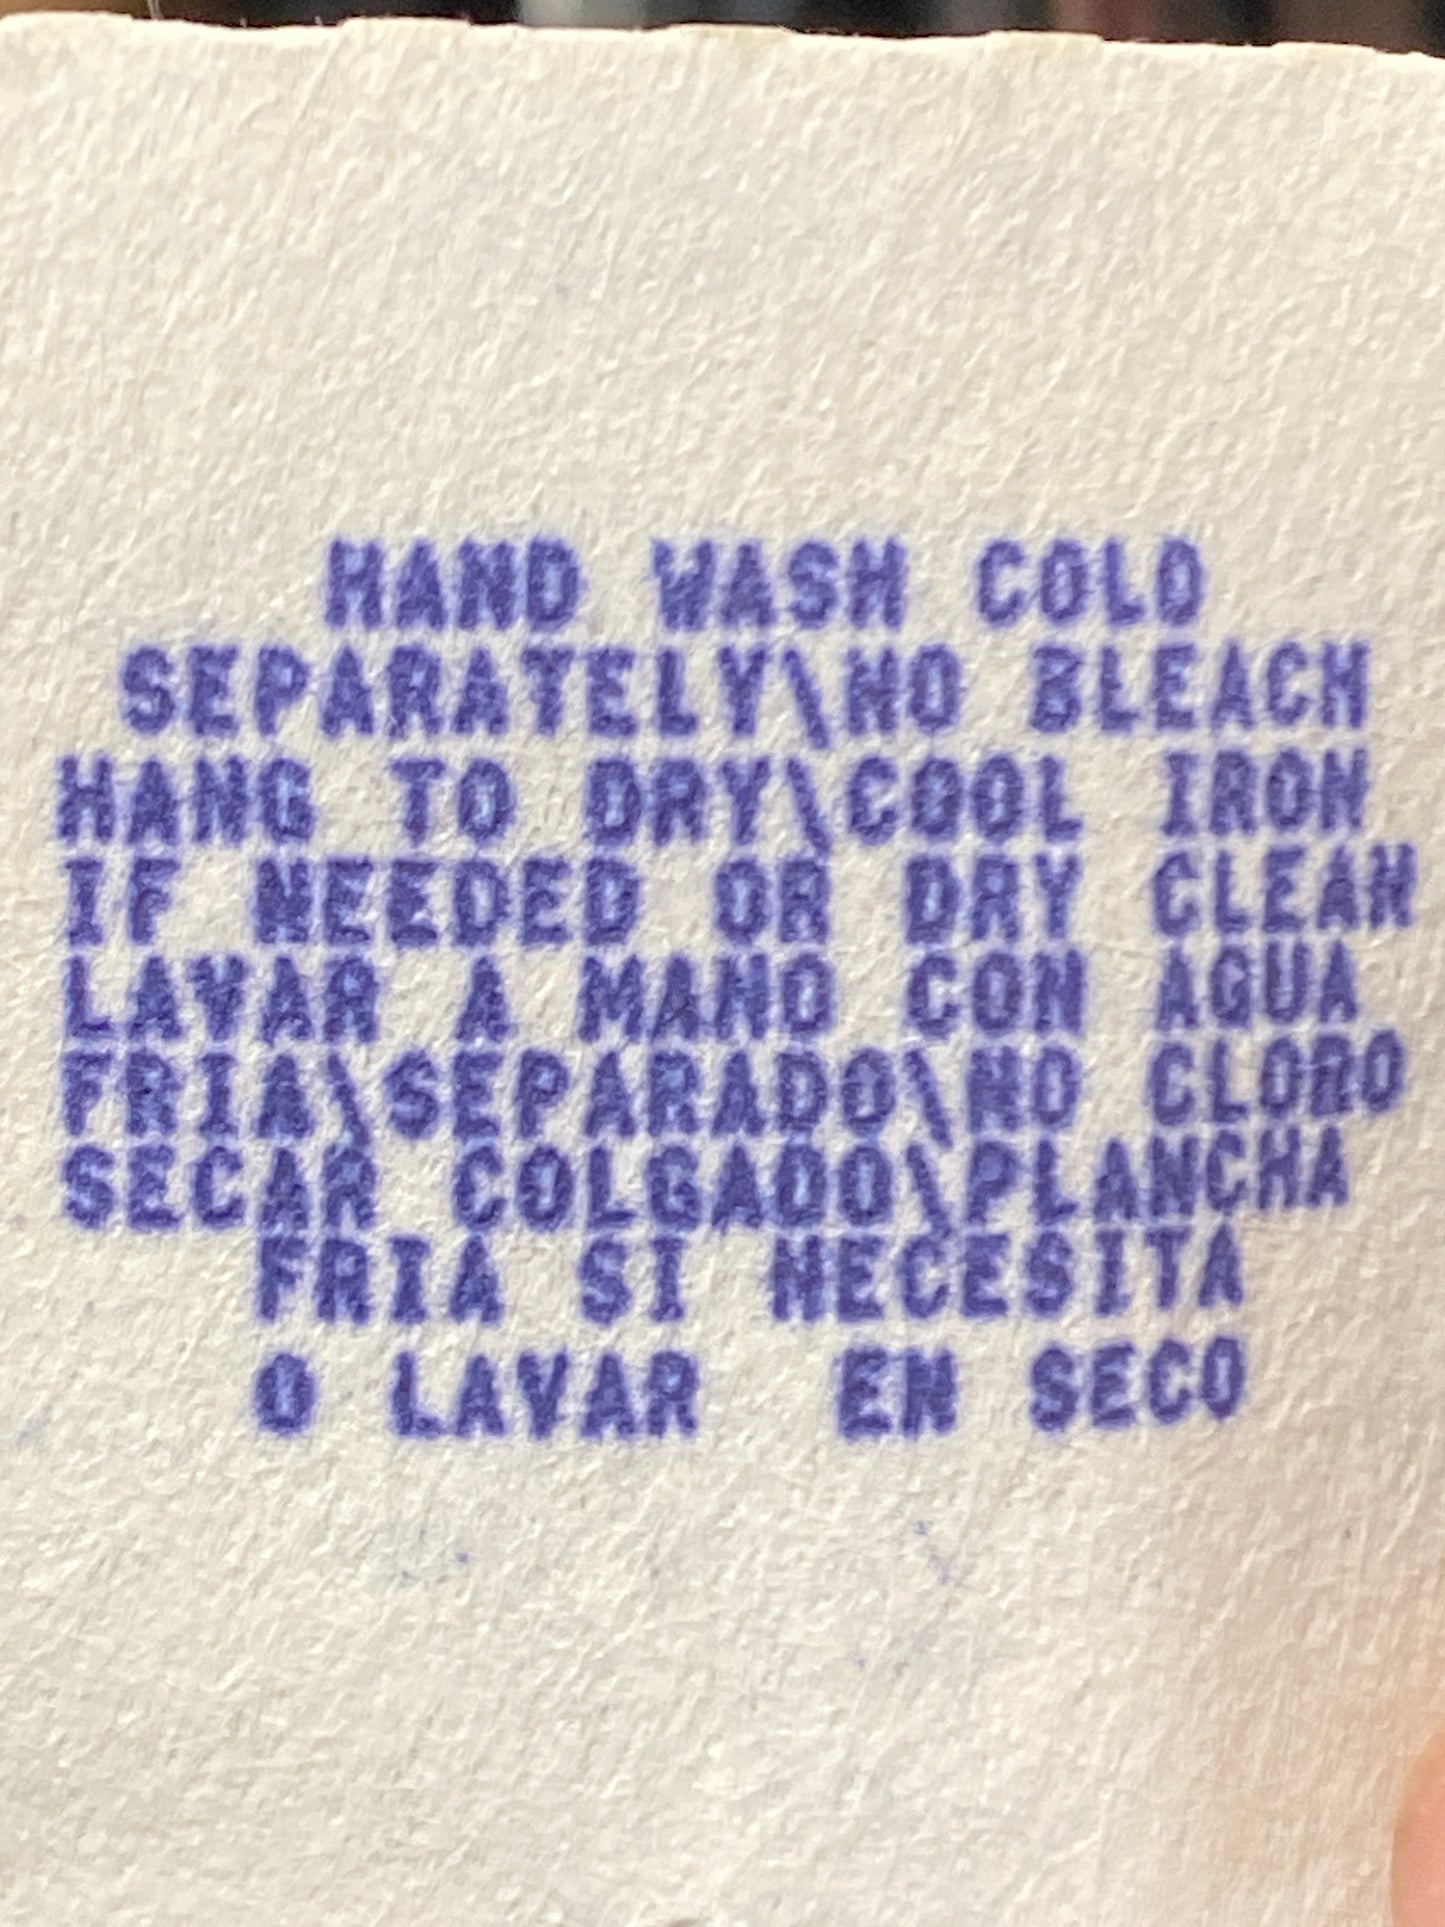 HAND WASH COLD
SEPARATELY\NO BLEACH
HANG TO DRY\COOL IRON
IF NEEDED OR DRY CLEAN
LAVAR A MANO CON AGUA
FRIA\SEPARADO\NO CLORO
SECAR COLGADO\PLANCHA
FRIA SI NECESITA
O LAVAR EN SECO